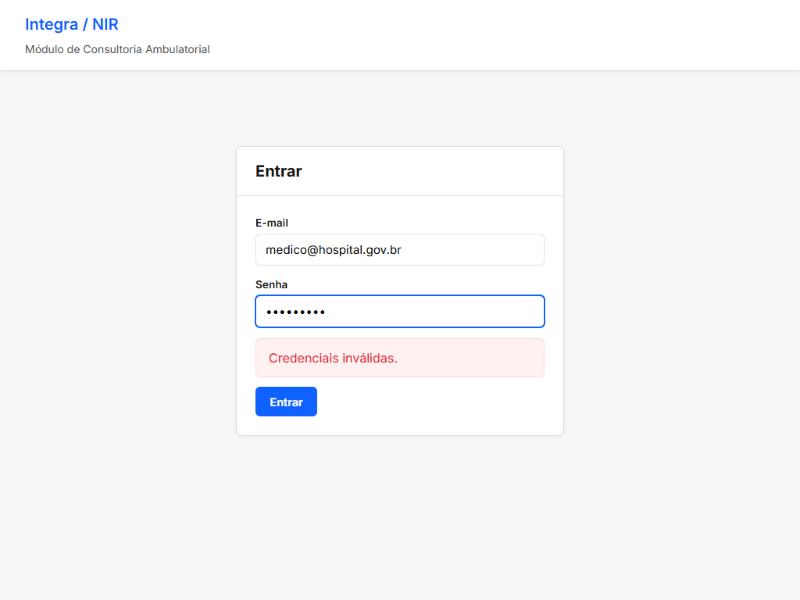 Integra / NIR
Módulo de Consultoria Ambulatorial
Entrar
E-mail
medico@hospital.gov.br
Senha
•••••••••
Credenciais inválidas.
Entrar